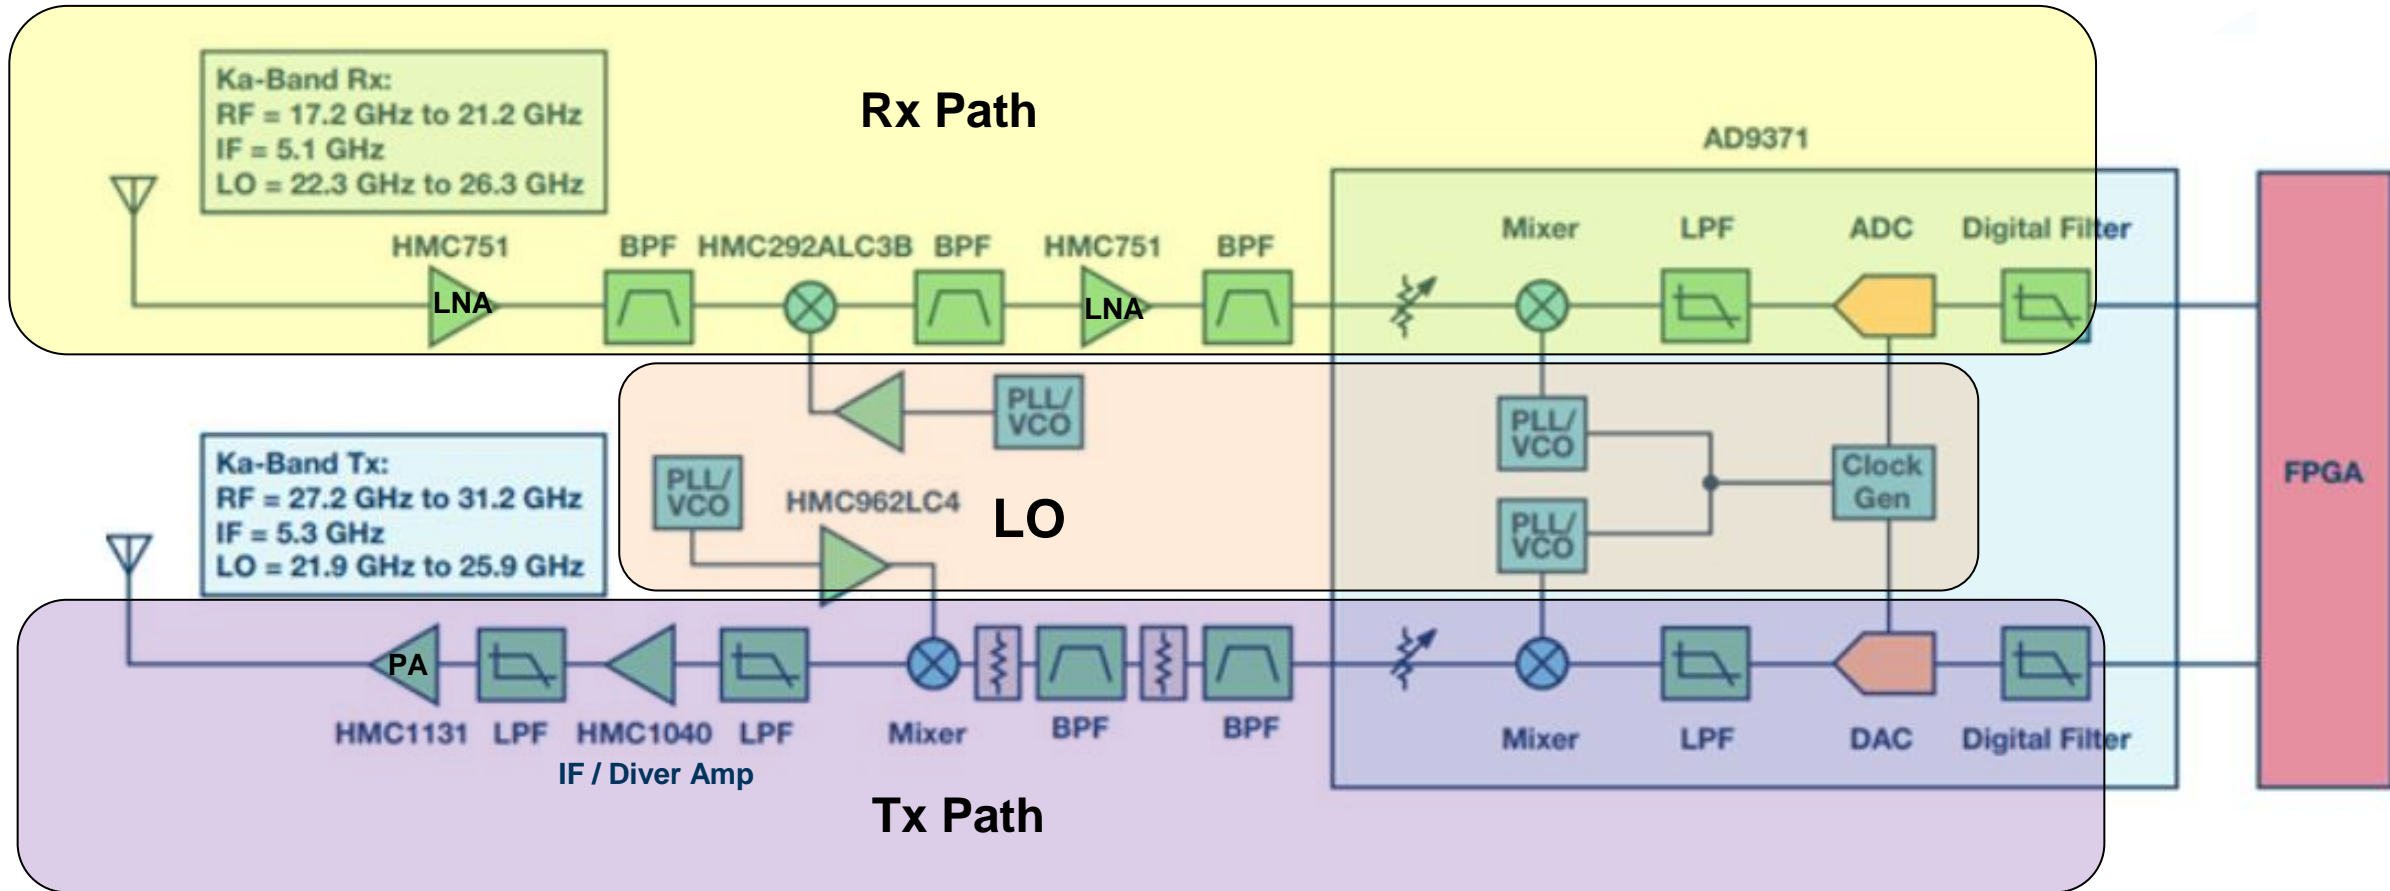 Ka-Band Rx:
RF = 17.2 GHz to 21.2 GHz
IF = 5.1 GHz
LO = 22.3 GHz to 26.3 GHz
Rx Path
AD9371
HMC751
BPF
HMC292ALC3B
BPF
HMC751
BPF
Mixer
LPF
ADC
Digital Filter
LNA
LNA
PLL/
VCO
PLL/
VCO
Clock
Gen
PLL/
VCO
PLL/
VCO
HMC962LC4
LO
FPGA
Ka-Band Tx:
RF = 27.2 GHz to 31.2 GHz
IF = 5.3 GHz
LO = 21.9 GHz to 25.9 GHz
PA
HMC1131
LPF
HMC1040
LPF
Mixer
BPF
BPF
Mixer
LPF
DAC
Digital Filter
IF / Diver Amp
Tx Path